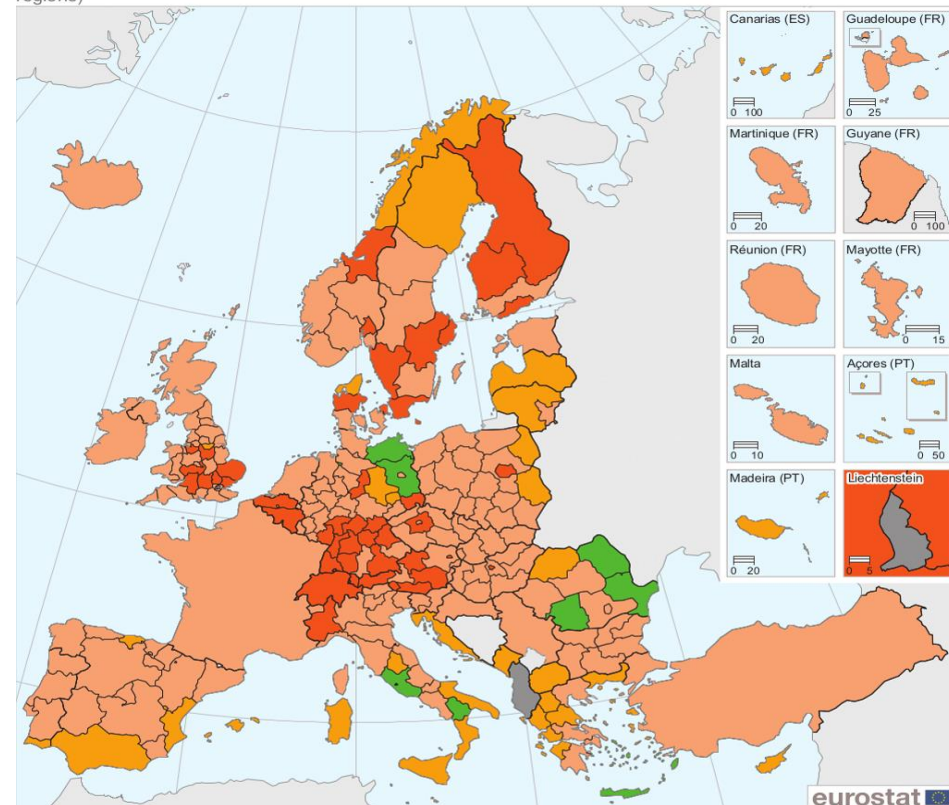 regions)
Canarias (ES)
0 100
Guadeloupe (FR)
0 25
Martinique (FR)
0 20
Guyane (FR)
0 100
Réunion (FR)
0 20
Mayotte (FR)
0 15
Malta
0 10
Açores (PT)
0 50
Madeira (PT)
0 20
Liechtenstein
0 5
eurostat